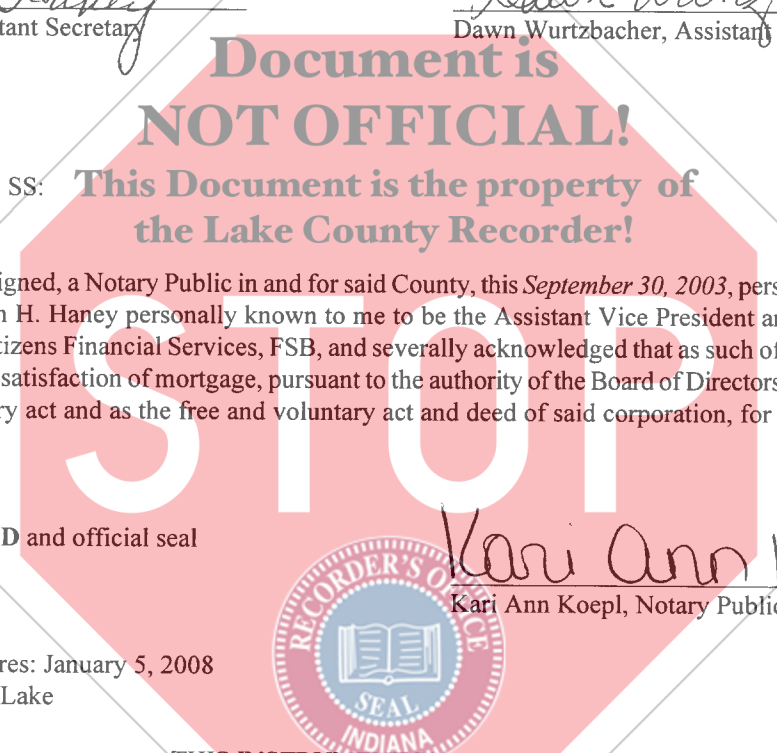 tant Secretary
Dawn Wurtzbacher, Assistant
Document is
NOT OFFICIAL!
SS: This Document is the property of
the Lake County Recorder!
igned, a Notary Public in and for said County, this September 30, 2003, pers
n H. Haney personally known to me to be the Assistant Vice President an
tizens Financial Services, FSB, and severally acknowledged that as such of
satisfaction of mortgage, pursuant to the authority of the Board of Directors
ry act and as the free and voluntary act and deed of said corporation, for
STOP
D and official seal
Kari Ann
Kari Ann Koepl, Notary Public
RECORDER'S OFFICE
SEAL
INDIANA
res: January 5, 2008
Lake